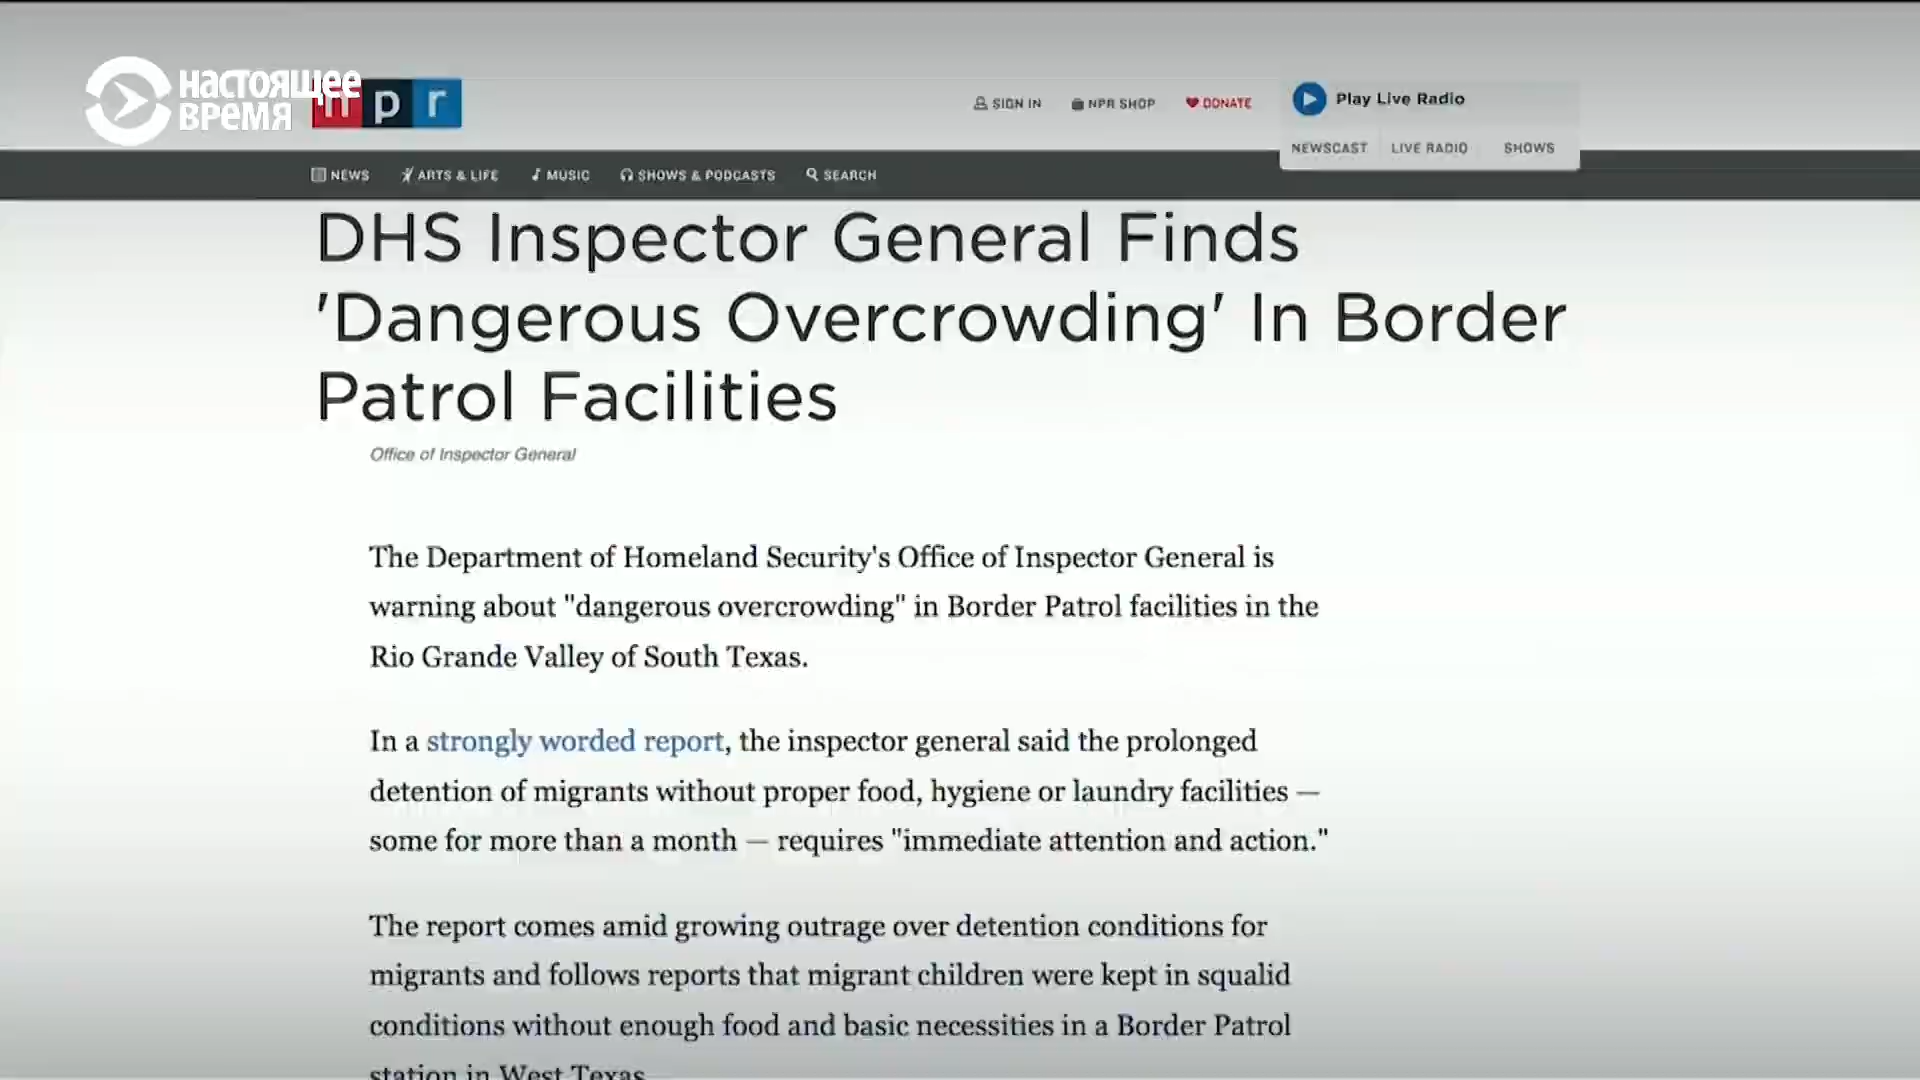 НАСТОЯЩЕЕ
ВРЕМЯ
npr
SIGN IN
NPR SHOP
DONATE
Play Live Radio
NEWSCAST
LIVE RADIO
SHOWS
NEWS
ARTS & LIFE
MUSIC
SHOWS & PODCASTS
SEARCH
DHS Inspector General Finds
'Dangerous Overcrowding' In Border
Patrol Facilities
Office of Inspector General
The Department of Homeland Security's Office of Inspector General is
warning about "dangerous overcrowding" in Border Patrol facilities in the
Rio Grande Valley of South Texas.
In a strongly worded report, the inspector general said the prolonged
detention of migrants without proper food, hygiene or laundry facilities —
some for more than a month — requires "immediate attention and action."
The report comes amid growing outrage over detention conditions for
migrants and follows reports that migrant children were kept in squalid
conditions without enough food and basic necessities in a Border Patrol
station in West Texas.